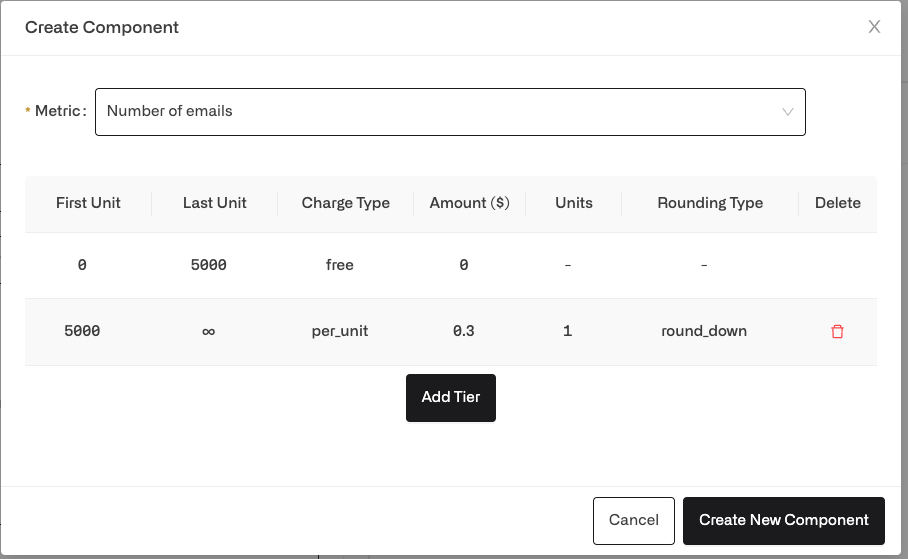 Create Component
* Metric: Number of emails
First Unit Last Unit Charge Type Amount ($) Units Rounding Type Delete
0 5000 free 0 - -
5000 ∞ per_unit 0.3 1 round_down
Add Tier
Cancel Create New Component